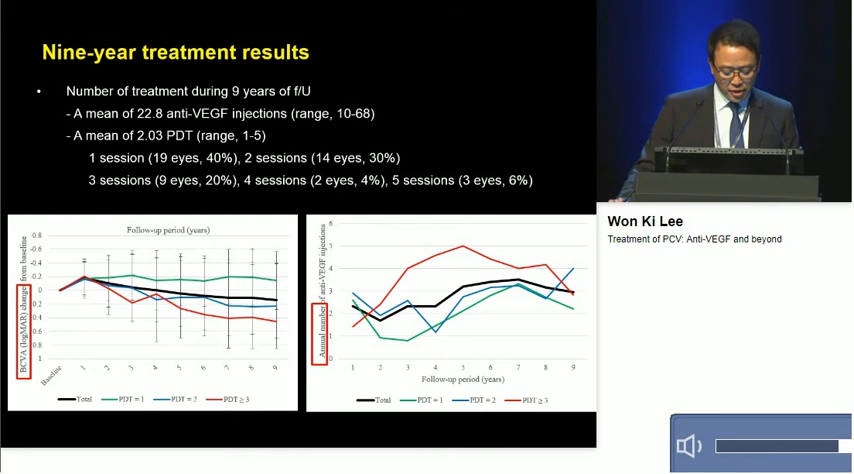 Nine-year treatment results
• Number of treatment during 9 years of f/U
- A mean of 22.8 anti-VEGF injections (range, 10-68)
- A mean of 2.03 PDT (range, 1-5)
1 session (19 eyes, 40%), 2 sessions (14 eyes, 30%)
3 sessions (9 eyes, 20%), 4 sessions (2 eyes, 4%), 5 sessions (3 eyes, 6%)
Follow-up period (years)
BCVA (logMAR) change from baseline
-0.8
-0.6
-0.4
-0.2
0
0.2
0.4
0.6
0.8
1
Baseline 1 2 3 4 5 6 7 8 9
Total PDT = 1 PDT = 2 PDT ≥ 3
Annual number of anti-VEGF injections
6
5
4
3
2
1
0
1 2 3 4 5 6 7 8 9
Follow-up period (years)
Total PDT = 1 PDT = 2 PDT ≥ 3
Won Ki Lee
Treatment of PCV: Anti-VEGF and beyond